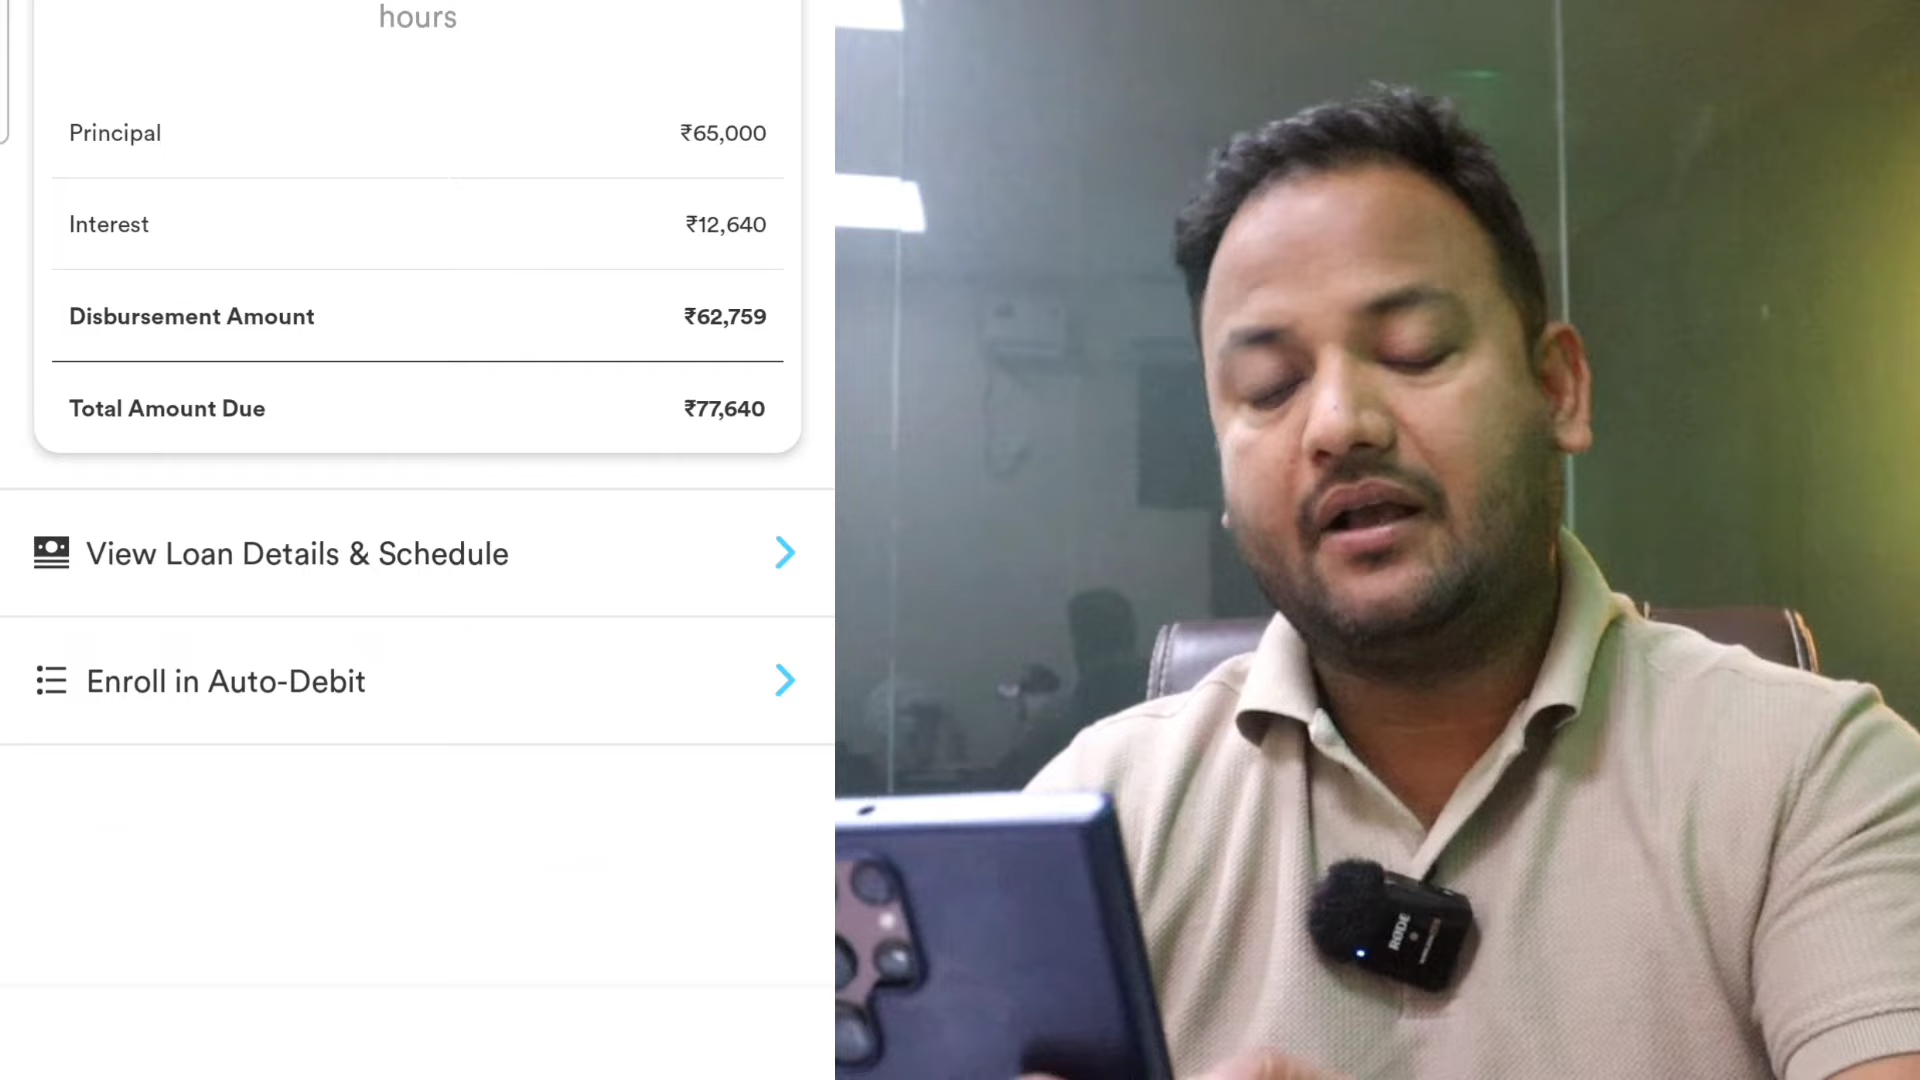 hours
Principal ₹65,000
Interest ₹12,640
Disbursement Amount ₹62,759
Total Amount Due ₹77,640
View Loan Details & Schedule
Enroll in Auto-Debit
RØDE